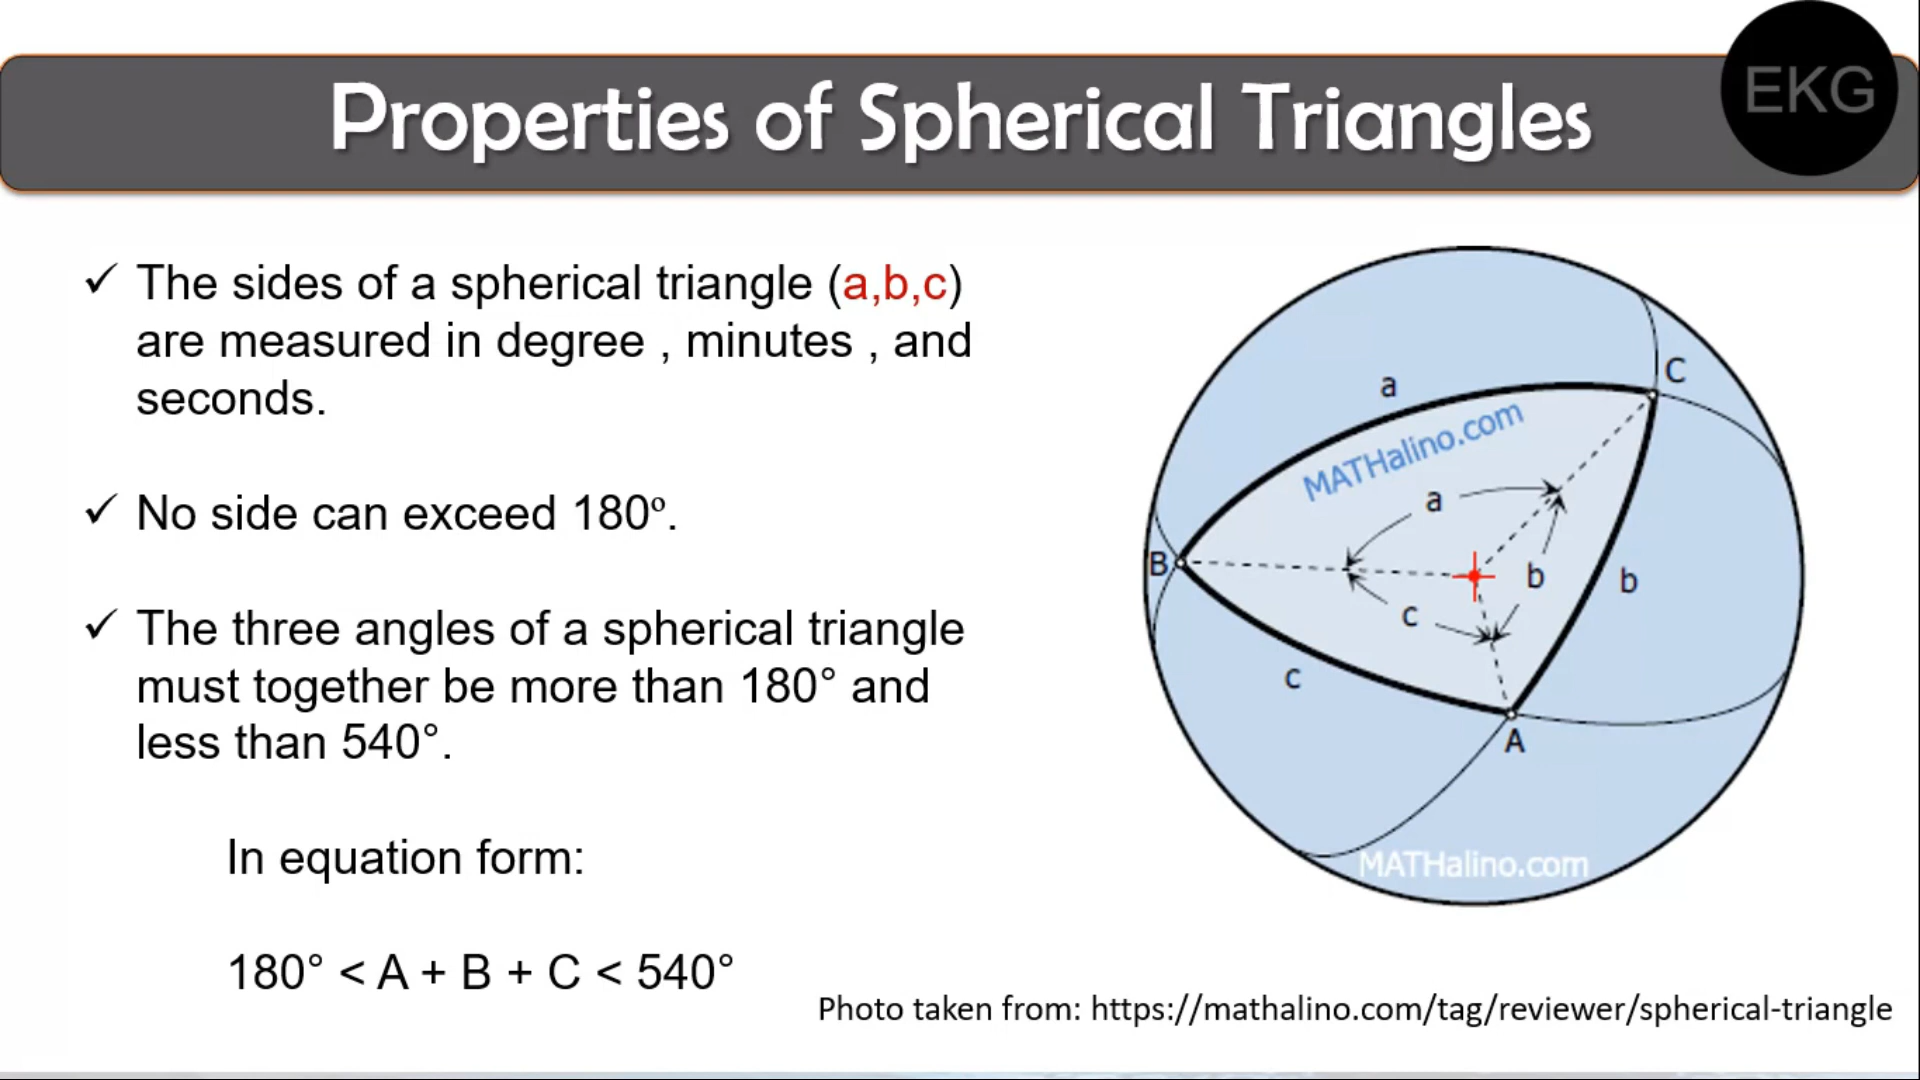 EKG
Properties of Spherical Triangles
✓ The sides of a spherical triangle (a,b,c)
are measured in degree , minutes , and
seconds.
✓ No side can exceed 180º.
✓ The three angles of a spherical triangle
must together be more than 180° and
less than 540°.
In equation form:
180° < A + B + C < 540°
C
a
MATHalino.com
a
B
b
b
c
c
A
MATHalino.com
Photo taken from: https://mathalino.com/tag/reviewer/spherical-triangle